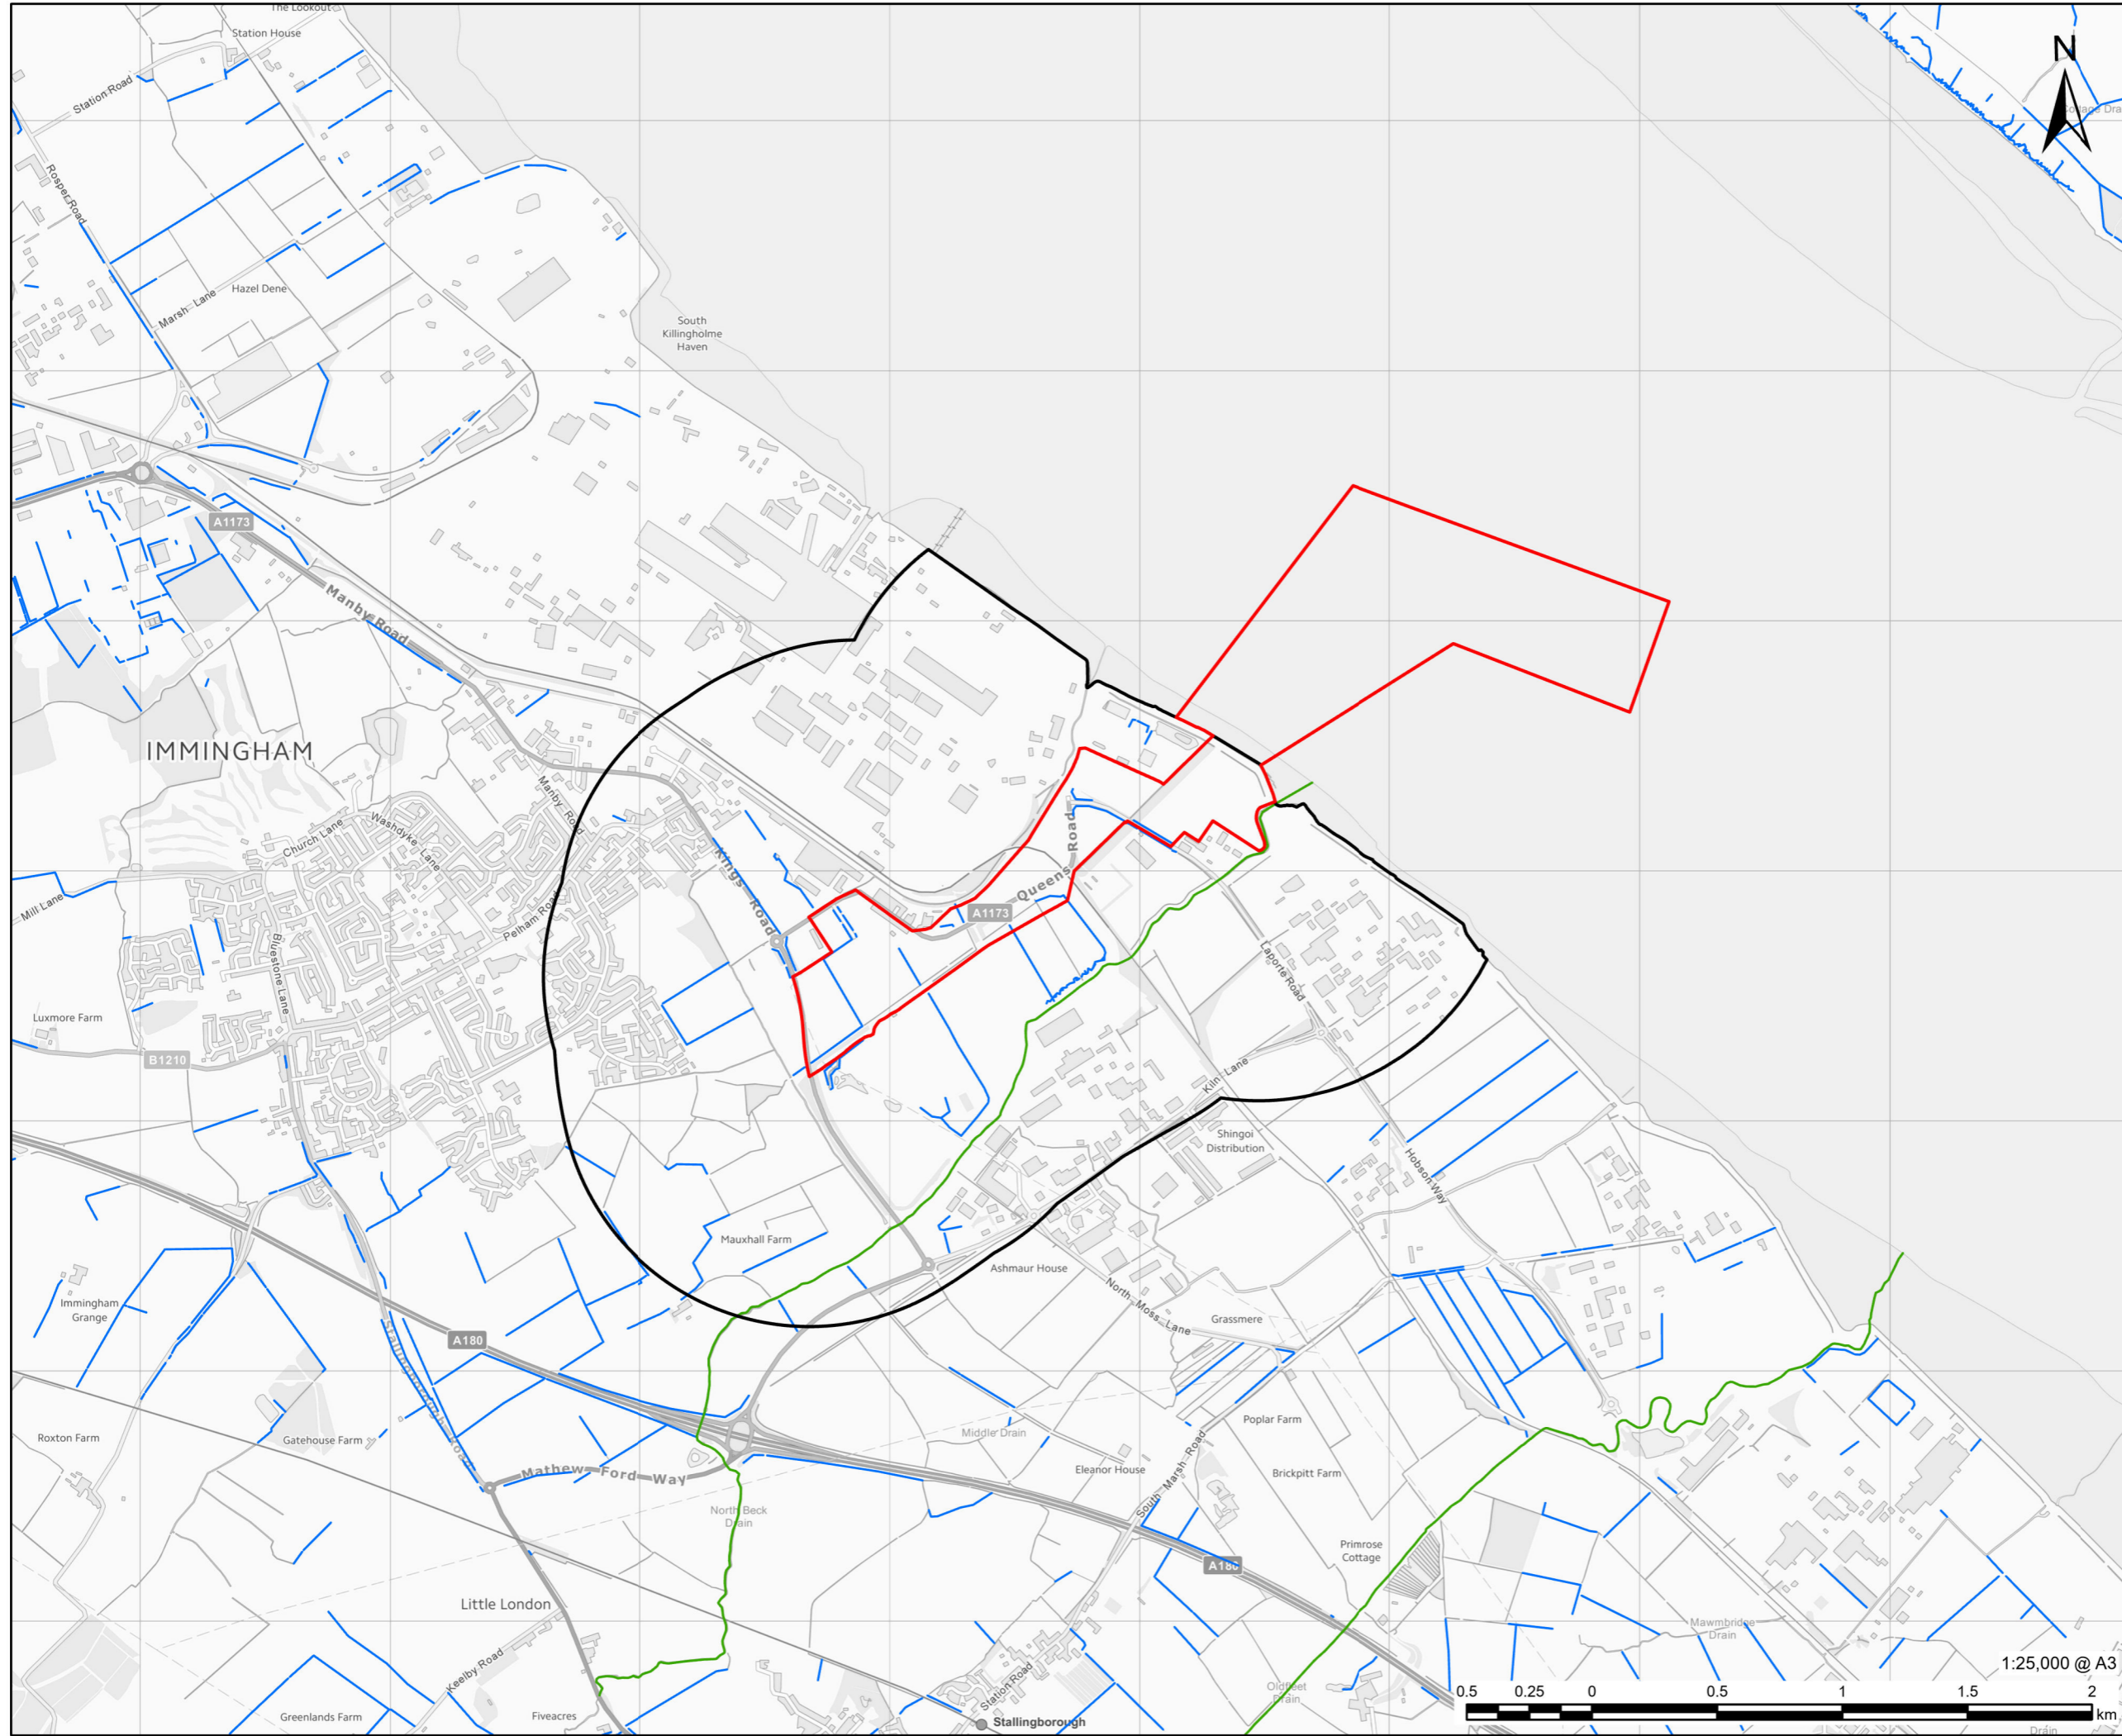 The Lookout
Station House
N
Station Road
Rosper Road
Hazel Dene
Marsh Lane
South
Killingholme
Haven
A1173
Manby Road
IMMINGHAM
Manby Road
Washdyke Lane
Church Lane
Kings Road
Queens Road
A1173
Mill Lane
Pelham Road
Bluestone Lane
Laporte Road
Luxmore Farm
B1210
Kiln Lane
Shingoi
Distribution
Hobson Way
Mauxhall Farm
Ashmaur House
North Moss Lane
Grassmere
Immingham
Grange
A180
Stallingborough Road
Roxton Farm
Gatehouse Farm
Middle Drain
Poplar Farm
Mathew Ford Way
Eleanor House
South Marsh Road
Brickpitt Farm
North Beck
Drain
Primrose
Cottage
A180
Little London
Mawmbridge
Drain
Keelby Road
Station Road
Oldfleet
Drain
Greenlands Farm
Fiveacres
Stallingborough
1:25,000 @ A3
0.5 0.25 0 0.5 1 1.5 2
km
Drain